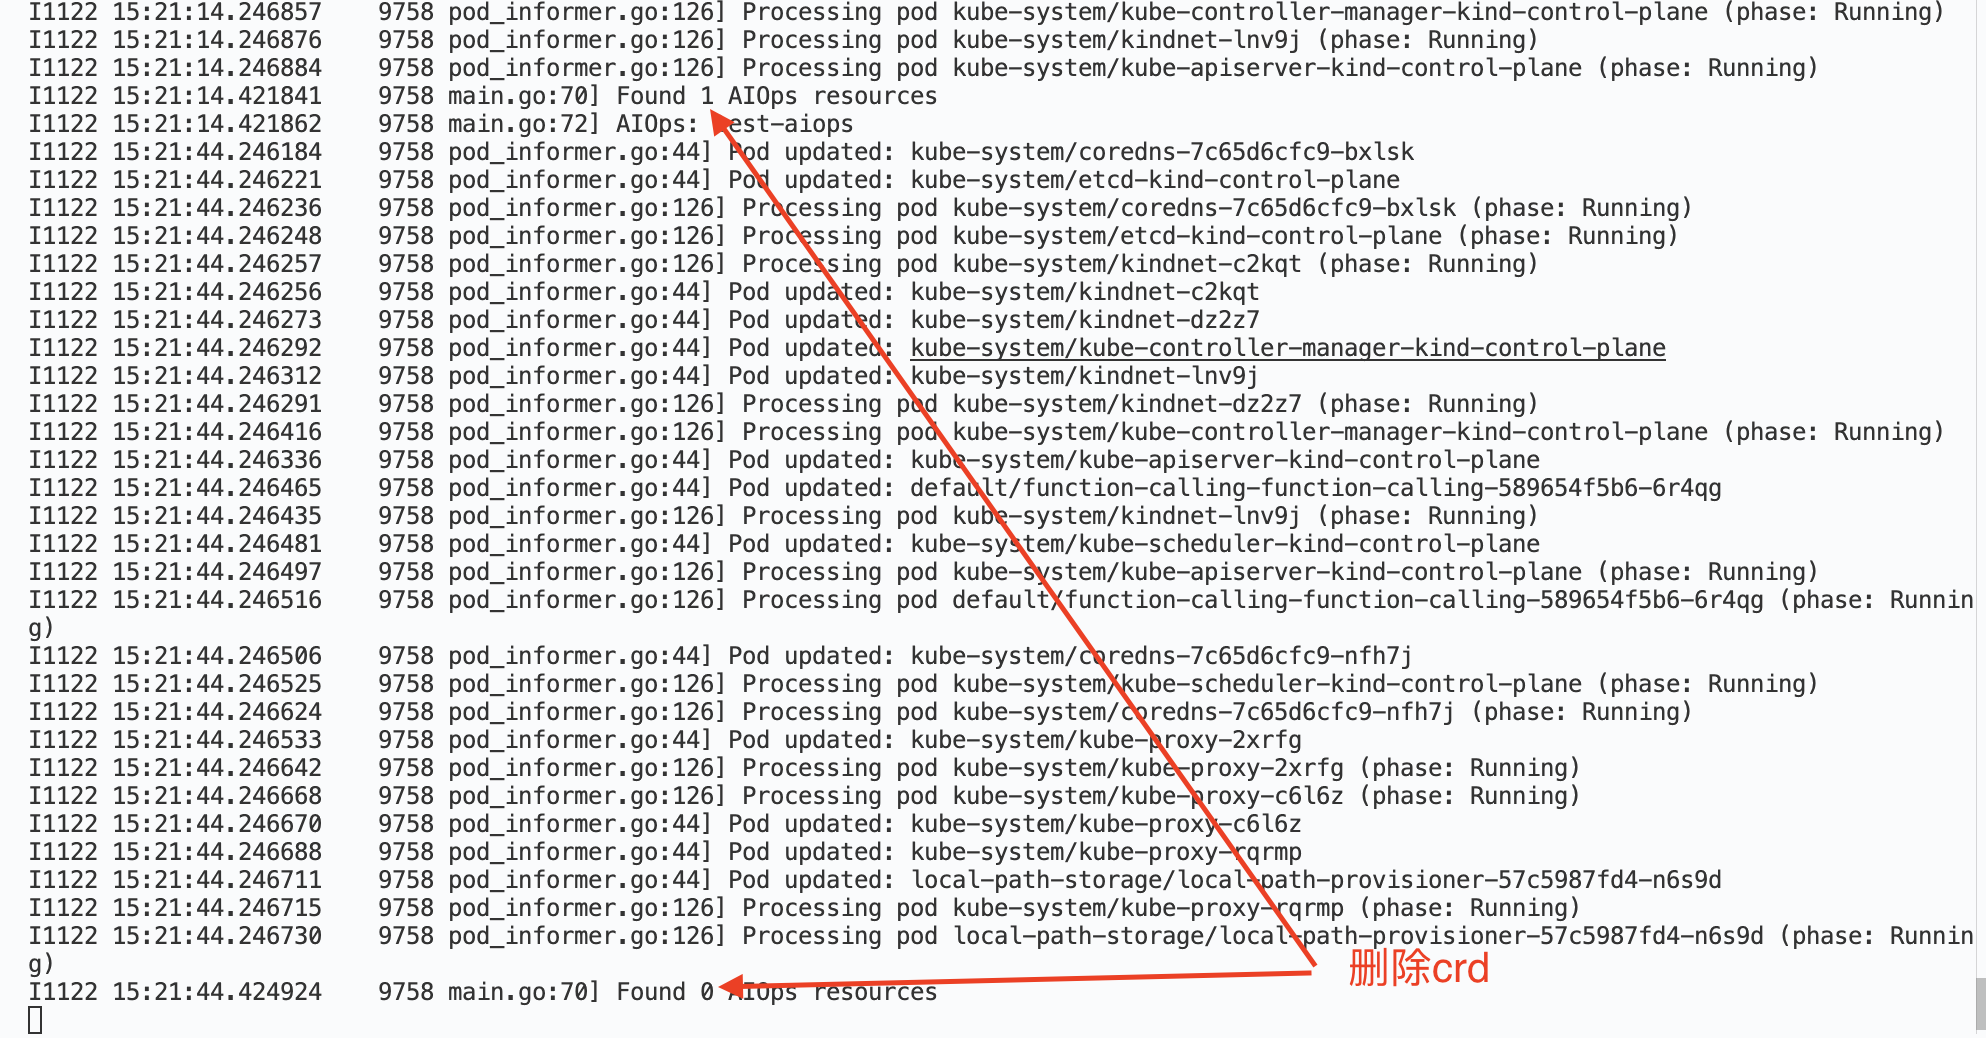 I1122 15:21:14.246857    9758 pod_informer.go:126] Processing pod kube-system/kube-controller-manager-kind-control-plane (phase: Running)
I1122 15:21:14.246876    9758 pod_informer.go:126] Processing pod kube-system/kindnet-lnv9j (phase: Running)
I1122 15:21:14.246884    9758 pod_informer.go:126] Processing pod kube-system/kube-apiserver-kind-control-plane (phase: Running)
I1122 15:21:14.421841    9758 main.go:70] Found 1 AIOps resources
I1122 15:21:14.421862    9758 main.go:72] AIOps: test-aiops
I1122 15:21:44.246184    9758 pod_informer.go:44] Pod updated: kube-system/coredns-7c65d6cfc9-bxlsk
I1122 15:21:44.246221    9758 pod_informer.go:44] Pod updated: kube-system/etcd-kind-control-plane
I1122 15:21:44.246236    9758 pod_informer.go:126] Processing pod kube-system/coredns-7c65d6cfc9-bxlsk (phase: Running)
I1122 15:21:44.246248    9758 pod_informer.go:126] Processing pod kube-system/etcd-kind-control-plane (phase: Running)
I1122 15:21:44.246257    9758 pod_informer.go:126] Processing pod kube-system/kindnet-c2kqt (phase: Running)
I1122 15:21:44.246256    9758 pod_informer.go:44] Pod updated: kube-system/kindnet-c2kqt
I1122 15:21:44.246273    9758 pod_informer.go:44] Pod updated: kube-system/kindnet-dz2z7
I1122 15:21:44.246292    9758 pod_informer.go:44] Pod updated: kube-system/kube-controller-manager-kind-control-plane
I1122 15:21:44.246312    9758 pod_informer.go:44] Pod updated: kube-system/kindnet-lnv9j
I1122 15:21:44.246291    9758 pod_informer.go:126] Processing pod kube-system/kindnet-dz2z7 (phase: Running)
I1122 15:21:44.246416    9758 pod_informer.go:126] Processing pod kube-system/kube-controller-manager-kind-control-plane (phase: Running)
I1122 15:21:44.246336    9758 pod_informer.go:44] Pod updated: kube-system/kube-apiserver-kind-control-plane
I1122 15:21:44.246465    9758 pod_informer.go:44] Pod updated: default/function-calling-function-calling-589654f5b6-6r4qg
I1122 15:21:44.246435    9758 pod_informer.go:126] Processing pod kube-system/kindnet-lnv9j (phase: Running)
I1122 15:21:44.246481    9758 pod_informer.go:44] Pod updated: kube-system/kube-scheduler-kind-control-plane
I1122 15:21:44.246497    9758 pod_informer.go:126] Processing pod kube-system/kube-apiserver-kind-control-plane (phase: Running)
I1122 15:21:44.246516    9758 pod_informer.go:126] Processing pod default/function-calling-function-calling-589654f5b6-6r4qg (phase: Runnin
g)
I1122 15:21:44.246506    9758 pod_informer.go:44] Pod updated: kube-system/coredns-7c65d6cfc9-nfh7j
I1122 15:21:44.246525    9758 pod_informer.go:126] Processing pod kube-system/kube-scheduler-kind-control-plane (phase: Running)
I1122 15:21:44.246624    9758 pod_informer.go:126] Processing pod kube-system/coredns-7c65d6cfc9-nfh7j (phase: Running)
I1122 15:21:44.246533    9758 pod_informer.go:44] Pod updated: kube-system/kube-proxy-2xrfg
I1122 15:21:44.246642    9758 pod_informer.go:126] Processing pod kube-system/kube-proxy-2xrfg (phase: Running)
I1122 15:21:44.246668    9758 pod_informer.go:126] Processing pod kube-system/kube-proxy-c6l6z (phase: Running)
I1122 15:21:44.246670    9758 pod_informer.go:44] Pod updated: kube-system/kube-proxy-c6l6z
I1122 15:21:44.246688    9758 pod_informer.go:44] Pod updated: kube-system/kube-proxy-rqrmp
I1122 15:21:44.246711    9758 pod_informer.go:44] Pod updated: local-path-storage/local-path-provisioner-57c5987fd4-n6s9d
I1122 15:21:44.246715    9758 pod_informer.go:126] Processing pod kube-system/kube-proxy-rqrmp (phase: Running)
I1122 15:21:44.246730    9758 pod_informer.go:126] Processing pod local-path-storage/local-path-provisioner-57c5987fd4-n6s9d (phase: Runnin
g)
删除crd
I1122 15:21:44.424924    9758 main.go:70] Found 0 AIOps resources